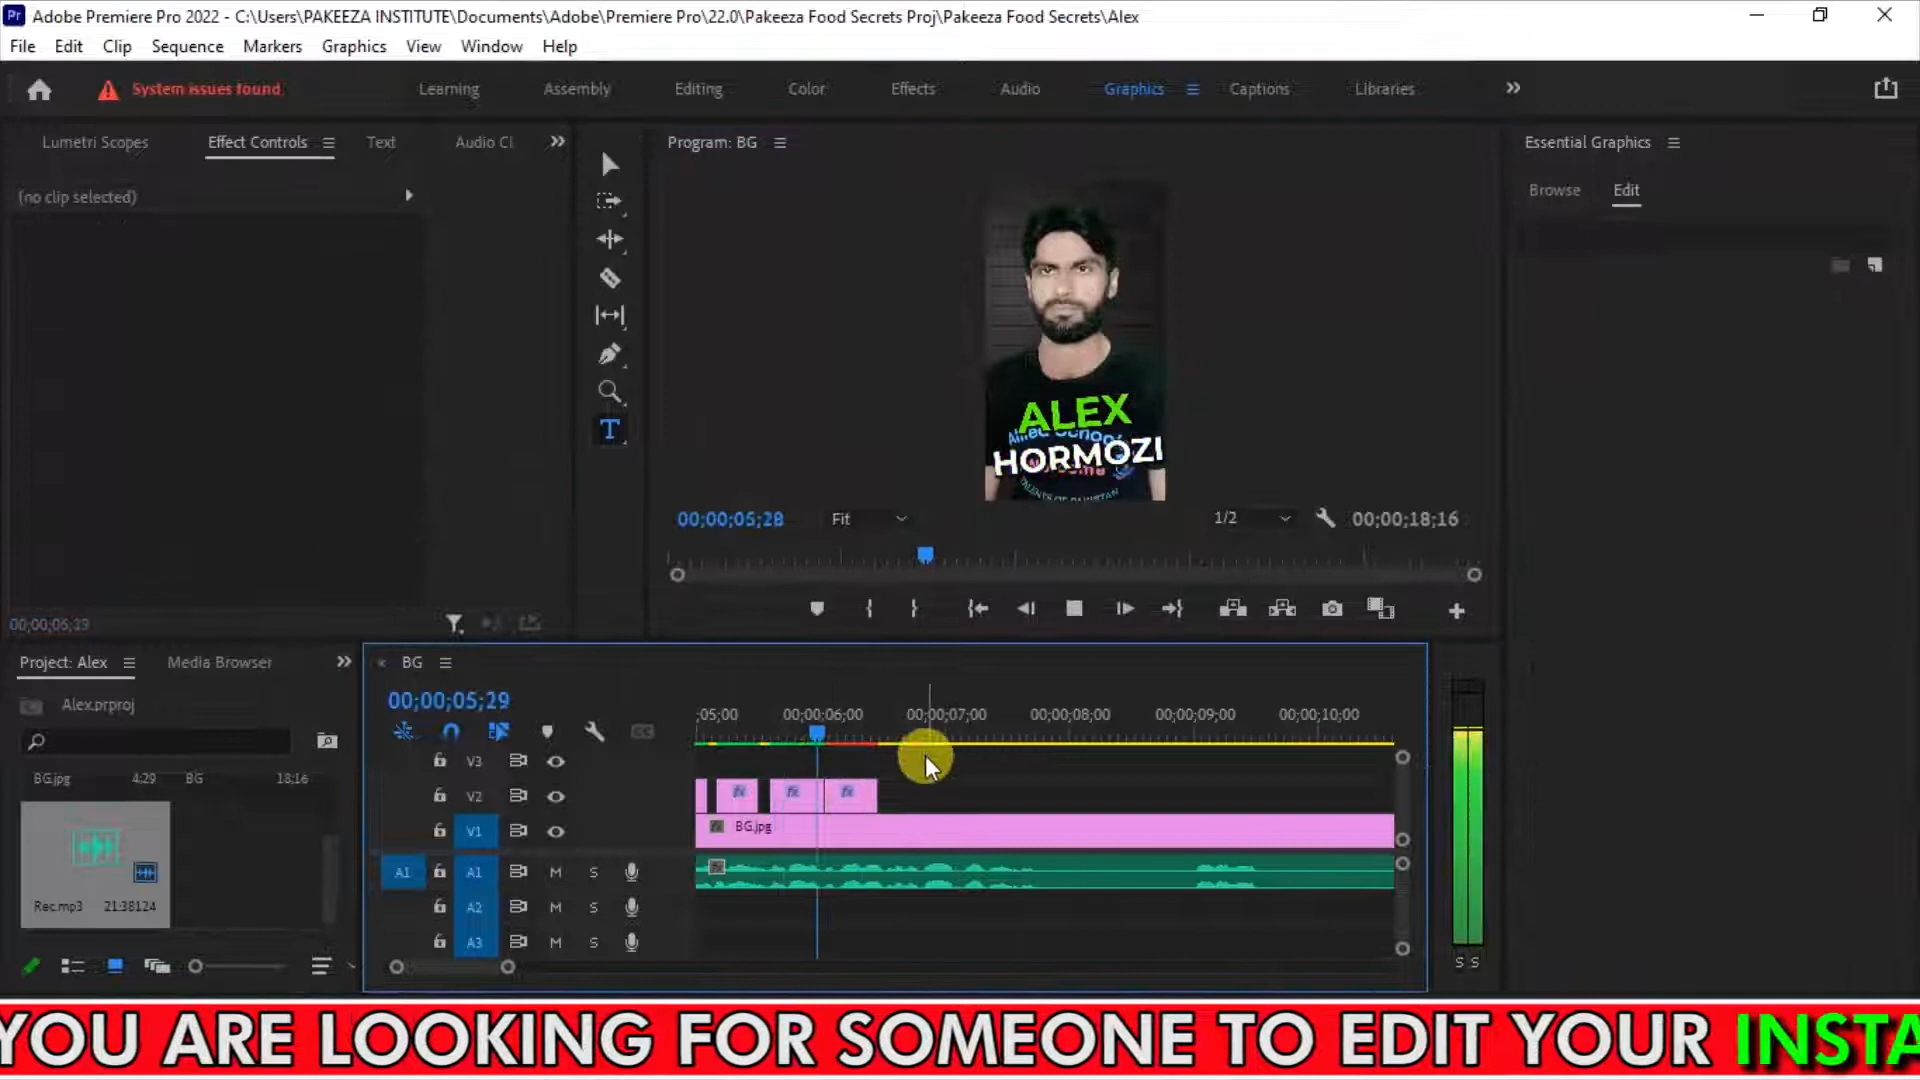 Adobe Premiere Pro 2022 - C:\Users\PAKEEZA INSTITUTE\Documents\Adobe\Premiere Pro\22.0\Pakeeza Food Secrets Proj\Pakeeza Food Secrets\Alex
File Edit Clip Sequence Markers Graphics View Window Help
System issues found Learning Assembly Editing Color Effects Audio Graphics Captions Libraries
Lumetri Scopes Effect Controls Text Audio Cl Program: BG Essential Graphics
Browse Edit
(no clip selected)
ALEX
HORMOZI
TALENTS OF PAKISTAN
00;00;05;28 Fit 1/2 00;00;18;16
Project: Alex Media Browser BG
Alex.prproj
00;00;05;29
;05;00 00;00;06;00 00;00;07;00 00;00;08;00 00;00;09;00 00;00;10;00
BG.jpg 4:29 BG 18;16
V3
V2 fx fx fx
V1 fx BG.jpg
A1 A1 M S
A2 M S
A3 M S
Rec.mp3 21:38124
S S
YOU ARE LOOKING FOR SOMEONE TO EDIT YOUR INSTA